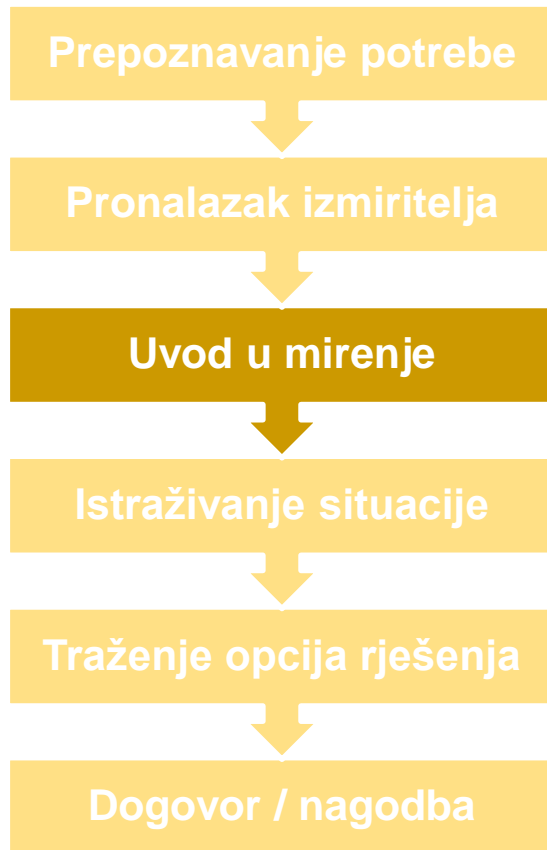 Prepoznavanje potrebe
Pronalazak izmiritelja
Uvod u mirenje
Istraživanje situacije
Traženje opcija rješenja
Dogovor / nagodba